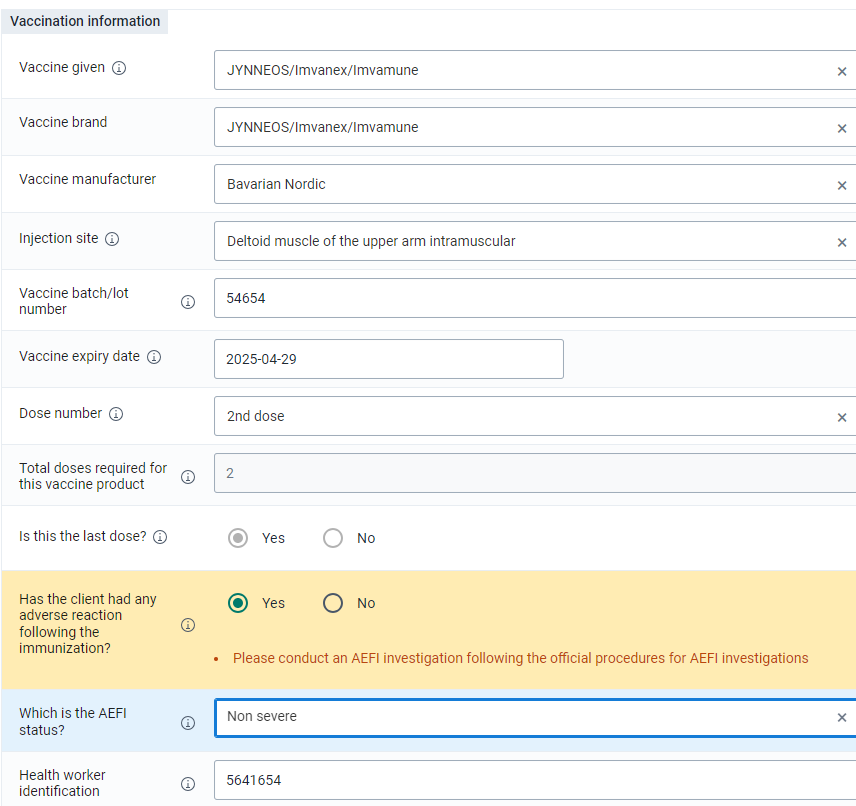 Vaccination information
Vaccine given
JYNNEOS/Imvanex/Imvamune
Vaccine brand
JYNNEOS/Imvanex/Imvamune
Vaccine manufacturer
Bavarian Nordic
Injection site
Deltoid muscle of the upper arm intramuscular
Vaccine batch/lot
number
54654
Vaccine expiry date
2025-04-29
Dose number
2nd dose
Total doses required for
this vaccine product
2
Is this the last dose?
Yes No
Has the client had any
adverse reaction
following the
immunization?
Yes No
Please conduct an AEFI investigation following the official procedures for AEFI investigations
Which is the AEFI
status?
Non severe
Health worker
identification
5641654